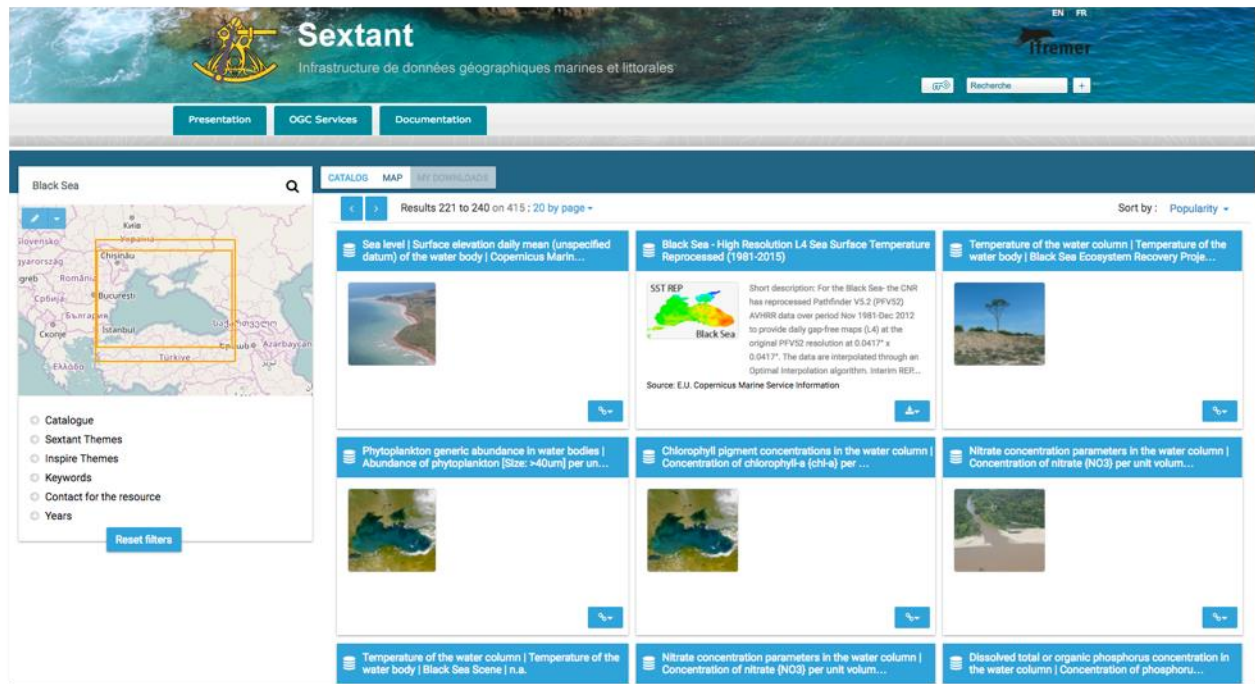 EN FR
Sextant
Infrastructure de données géographiques marines et littorales
Ifremer
Recherche +
Presentation
OGC Services
Documentation
Black Sea
CATALOG
MAP
MY DOWNLOADS
Results 221 to 240 on 415 ; 20 by page
Sort by : Popularity
Київ
Slovensko
Україна
Chișinău
România
București
Србија
България
Скопје
Istanbul
საქართველო
Azərbaycan
Ελλάδα
Türkiye
Catalogue
Sextant Themes
Inspire Themes
Keywords
Contact for the resource
Years
Reset filters
Sea level | Surface elevation daily mean (unspecified
datum) of the water body | Copernicus Marin...
Black Sea - High Resolution L4 Sea Surface Temperature
Reprocessed (1981-2015)
SST REP
Black Sea
Short description: For the Black Sea- the CNR
has reprocessed Pathfinder V5.2 (PFV52)
AVHRR data over period Nov 1981-Dec 2012
to provide daily gap-free maps (L4) at the
original PFV52 resolution at 0.0417° x
0.0417°. The data are interpolated through an
Optimal Interpolation algorithm. Interim REP...
Source: E.U. Copernicus Marine Service Information
Temperature of the water column | Temperature of the
water body | Black Sea Ecosystem Recovery Proje...
Phytoplankton generic abundance in water bodies |
Abundance of phytoplankton [Size: >40um] per un...
Chlorophyll pigment concentrations in the water column |
Concentration of chlorophyll-a {chl-a} per ...
Nitrate concentration parameters in the water column |
Concentration of nitrate {NO3} per unit volum...
Temperature of the water column | Temperature of the
water body | Black Sea Scene | n.a.
Nitrate concentration parameters in the water column |
Concentration of nitrate {NO3} per unit volum...
Dissolved total or organic phosphorus concentration in
the water column | Concentration of phosphoru...